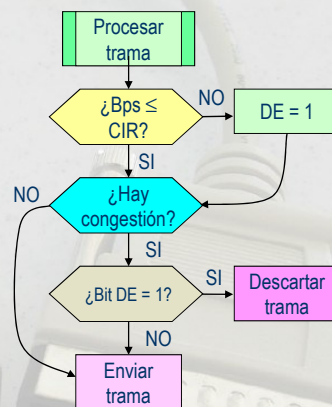 Procesar
trama
¿Bps ≤
CIR?
NO
DE = 1
SI
NO
¿Hay
congestión?
SI
¿Bit DE = 1?
SI
Descartar
trama
NO
Enviar
trama